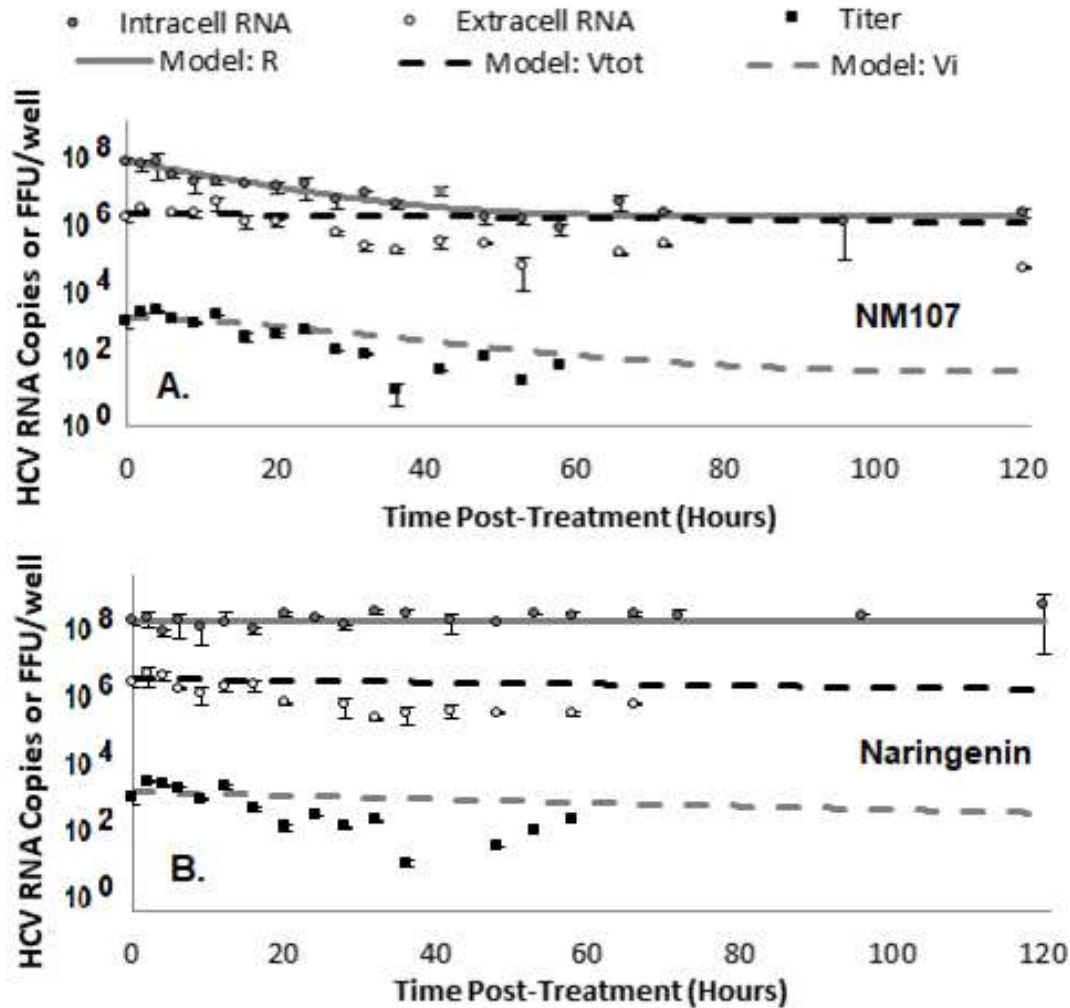 Intracell RNA Extracell RNA Titer
Model: R Model: Vtot Model: Vi
HCV RNA Copies or FFU/well
10^8
10^6
10^4
10^2
10^0
NM107
A.
0 20 40 60 80 100 120
Time Post-Treatment (Hours)
HCV RNA Copies or FFU/well
10^8
10^6
10^4
10^2
10^0
Naringenin
B.
0 20 40 60 80 100 120
Time Post-Treatment (Hours)